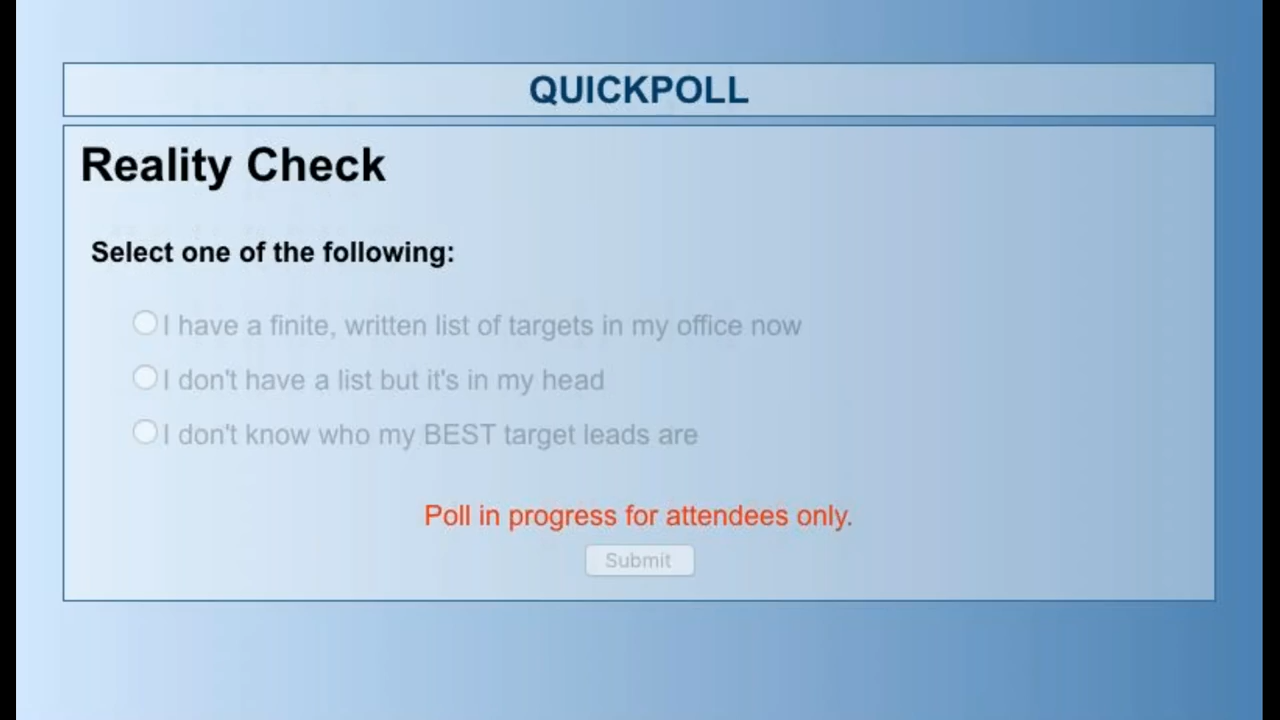 QUICKPOLL
Reality Check
Select one of the following:
I have a finite, written list of targets in my office now
I don't have a list but it's in my head
I don't know who my BEST target leads are
Poll in progress for attendees only.
Submit